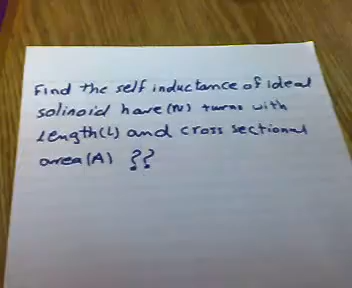 Find the self inductance of ideal
solinoid have (N) turns with
Length(L) and cross sectional
area (A) ??